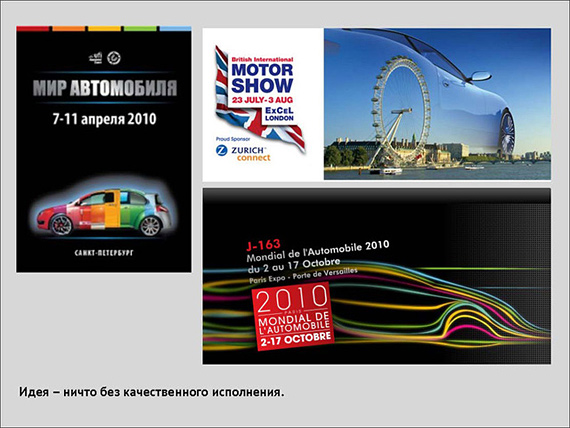 МИР АВТОМОБИЛЯ
7-11 апреля 2010
САНКТ-ПЕТЕРБУРГ
British International
MOTOR
SHOW
23 JULY-3 AUG
ExCeL
LONDON
Proud Sponsor
ZURICH
connect
J-163
Mondial de l'Automobile 2010
du 2 au 17 Octobre
Paris Expo - Porte de Versailles
2010
PARIS
MONDIAL DE
L'AUTOMOBILE
2-17 OCTOBRE
Идея – ничто без качественного исполнения.